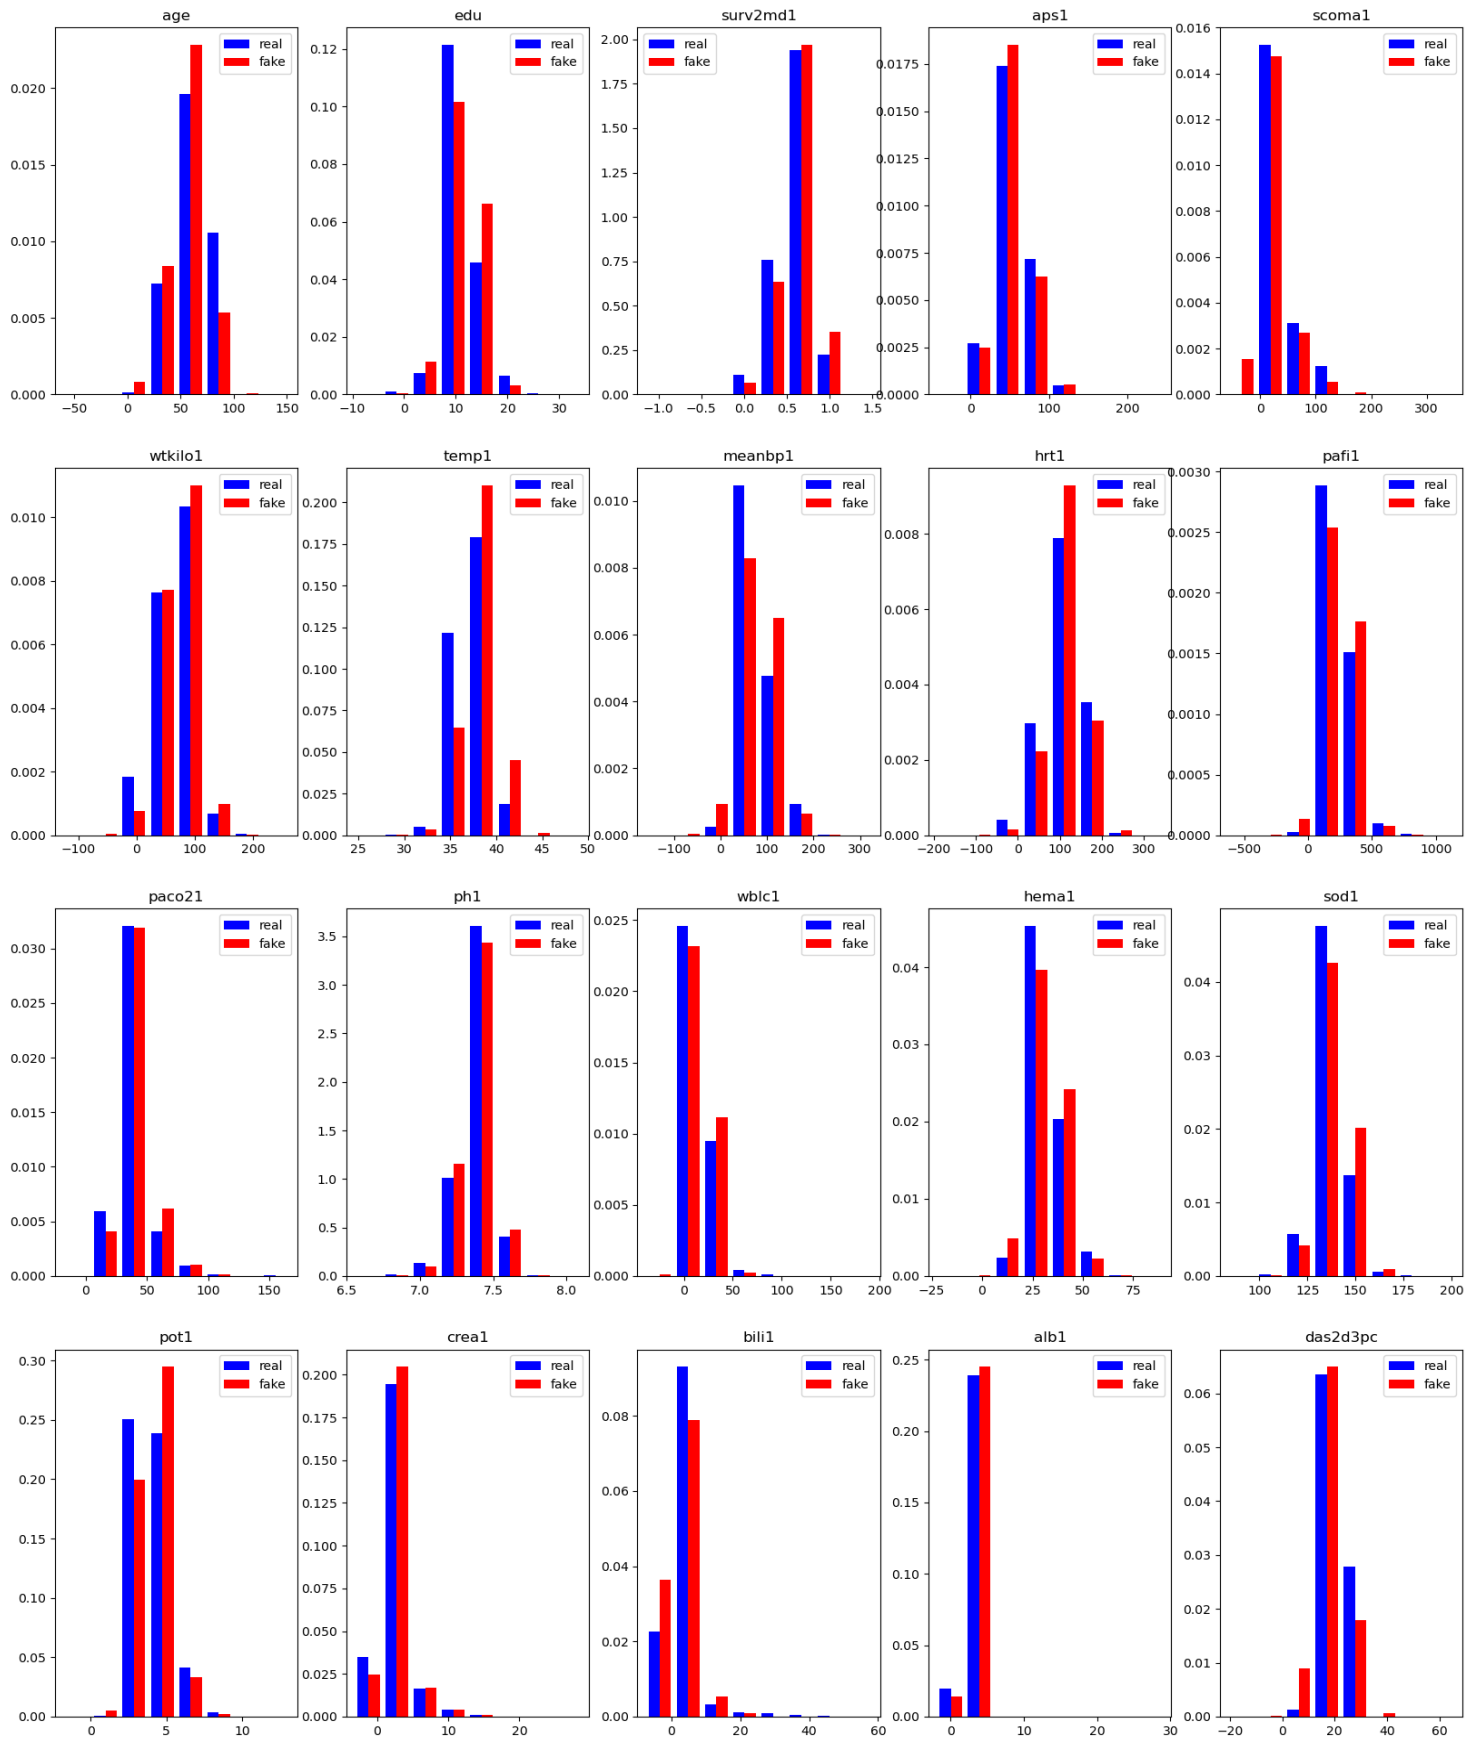 age edu surv2md1 aps1 scoma1
real fake real fake real fake real fake real fake
0.020 0.015 0.010 0.005 0.000
−50 0 50 100 150
0.12 0.10 0.08 0.06 0.04 0.02 0.00
−10 0 10 20 30
2.00 1.75 1.50 1.25 1.00 0.75 0.50 0.25 0.00
−1.0 −0.5 0.0 0.5 1.0 1.5
0.0175 0.0150 0.0125 0.0100 0.0075 0.0050 0.0025 0.0000
0 100 200
0.016 0.014 0.012 0.010 0.008 0.006 0.004 0.002 0.000
0 100 200 300
wtkilo1 temp1 meanbp1 hrt1 pafi1
real fake real fake real fake real fake real fake
0.010 0.008 0.006 0.004 0.002 0.000
−100 0 100 200
0.200 0.175 0.150 0.125 0.100 0.075 0.050 0.025 0.000
25 30 35 40 45 50
0.010 0.008 0.006 0.004 0.002 0.000
−100 0 100 200 300
0.008 0.006 0.004 0.002 0.000
−200 −100 0 100 200 300
0.0030 0.0025 0.0020 0.0015 0.0010 0.0005 0.0000
−500 0 500 1000
paco21 ph1 wblc1 hema1 sod1
real fake real fake real fake real fake real fake
0.030 0.025 0.020 0.015 0.010 0.005 0.000
0 50 100 150
3.5 3.0 2.5 2.0 1.5 1.0 0.5 0.0
6.5 7.0 7.5 8.0
0.025 0.020 0.015 0.010 0.005 0.000
0 50 100 150 200
0.04 0.03 0.02 0.01 0.00
−25 0 25 50 75
0.04 0.03 0.02 0.01 0.00
100 125 150 175 200
pot1 crea1 bili1 alb1 das2d3pc
real fake real fake real fake real fake real fake
0.30 0.25 0.20 0.15 0.10 0.05 0.00
0 5 10
0.200 0.175 0.150 0.125 0.100 0.075 0.050 0.025 0.000
0 10 20
0.08 0.06 0.04 0.02 0.00
0 20 40 60
0.25 0.20 0.15 0.10 0.05 0.00
0 10 20 30
0.06 0.05 0.04 0.03 0.02 0.01 0.00
−20 0 20 40 60